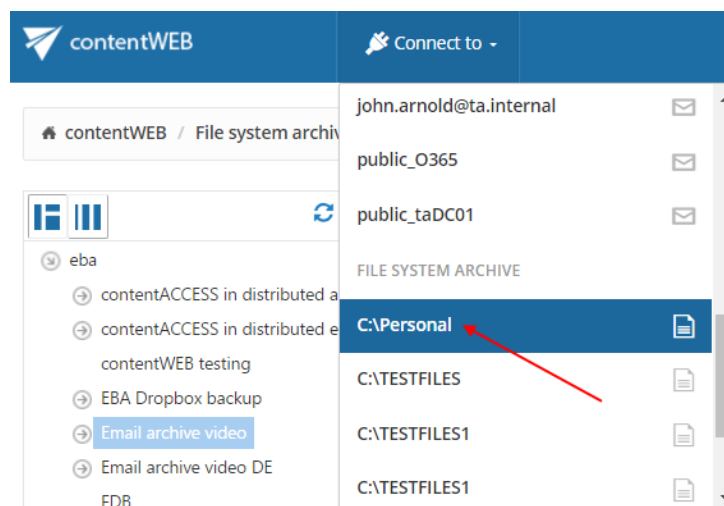 contentWEB
Connect to
contentWEB / File system archiv
eba
contentACCESS in distributed a
contentACCESS in distributed e
contentWEB testing
EBA Dropbox backup
Email archive video
Email archive video DE
FDB
john.arnold@ta.internal
public_O365
public_taDC01
FILE SYSTEM ARCHIVE
C:\Personal
C:\TESTFILES
C:\TESTFILES1
C:\TESTFILES1